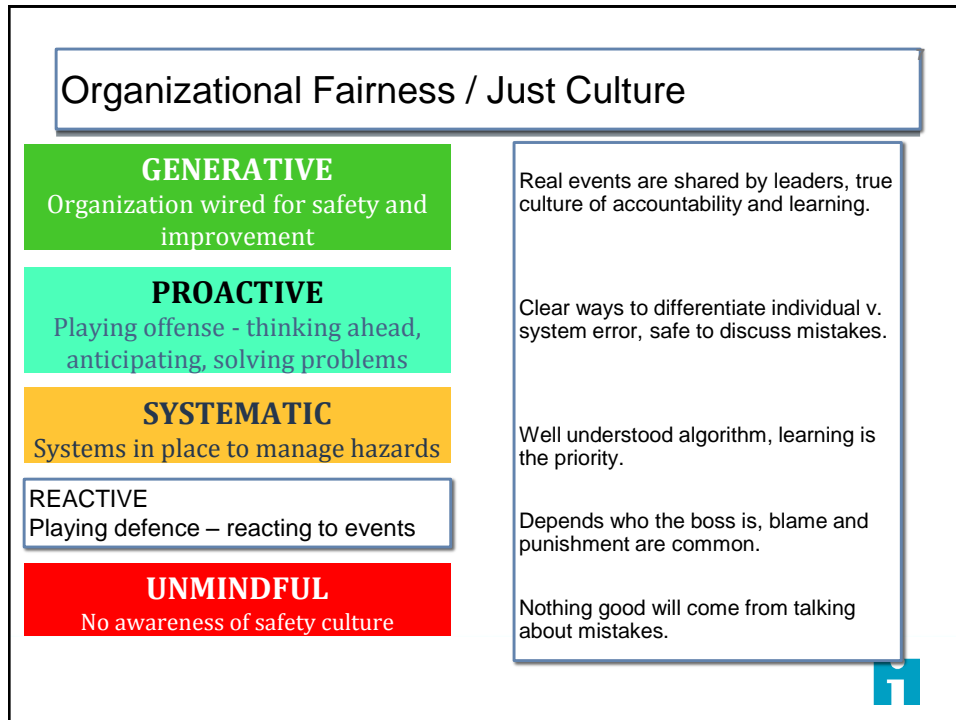 Organizational Fairness / Just Culture
GENERATIVE
Organization wired for safety and
improvement
Real events are shared by leaders, true
culture of accountability and learning.
PROACTIVE
Playing offense - thinking ahead,
anticipating, solving problems
Clear ways to differentiate individual v.
system error, safe to discuss mistakes.
SYSTEMATIC
Systems in place to manage hazards
Well understood algorithm, learning is
the priority.
REACTIVE
Playing defence – reacting to events
Depends who the boss is, blame and
punishment are common.
UNMINDFUL
No awareness of safety culture
Nothing good will come from talking
about mistakes.
i